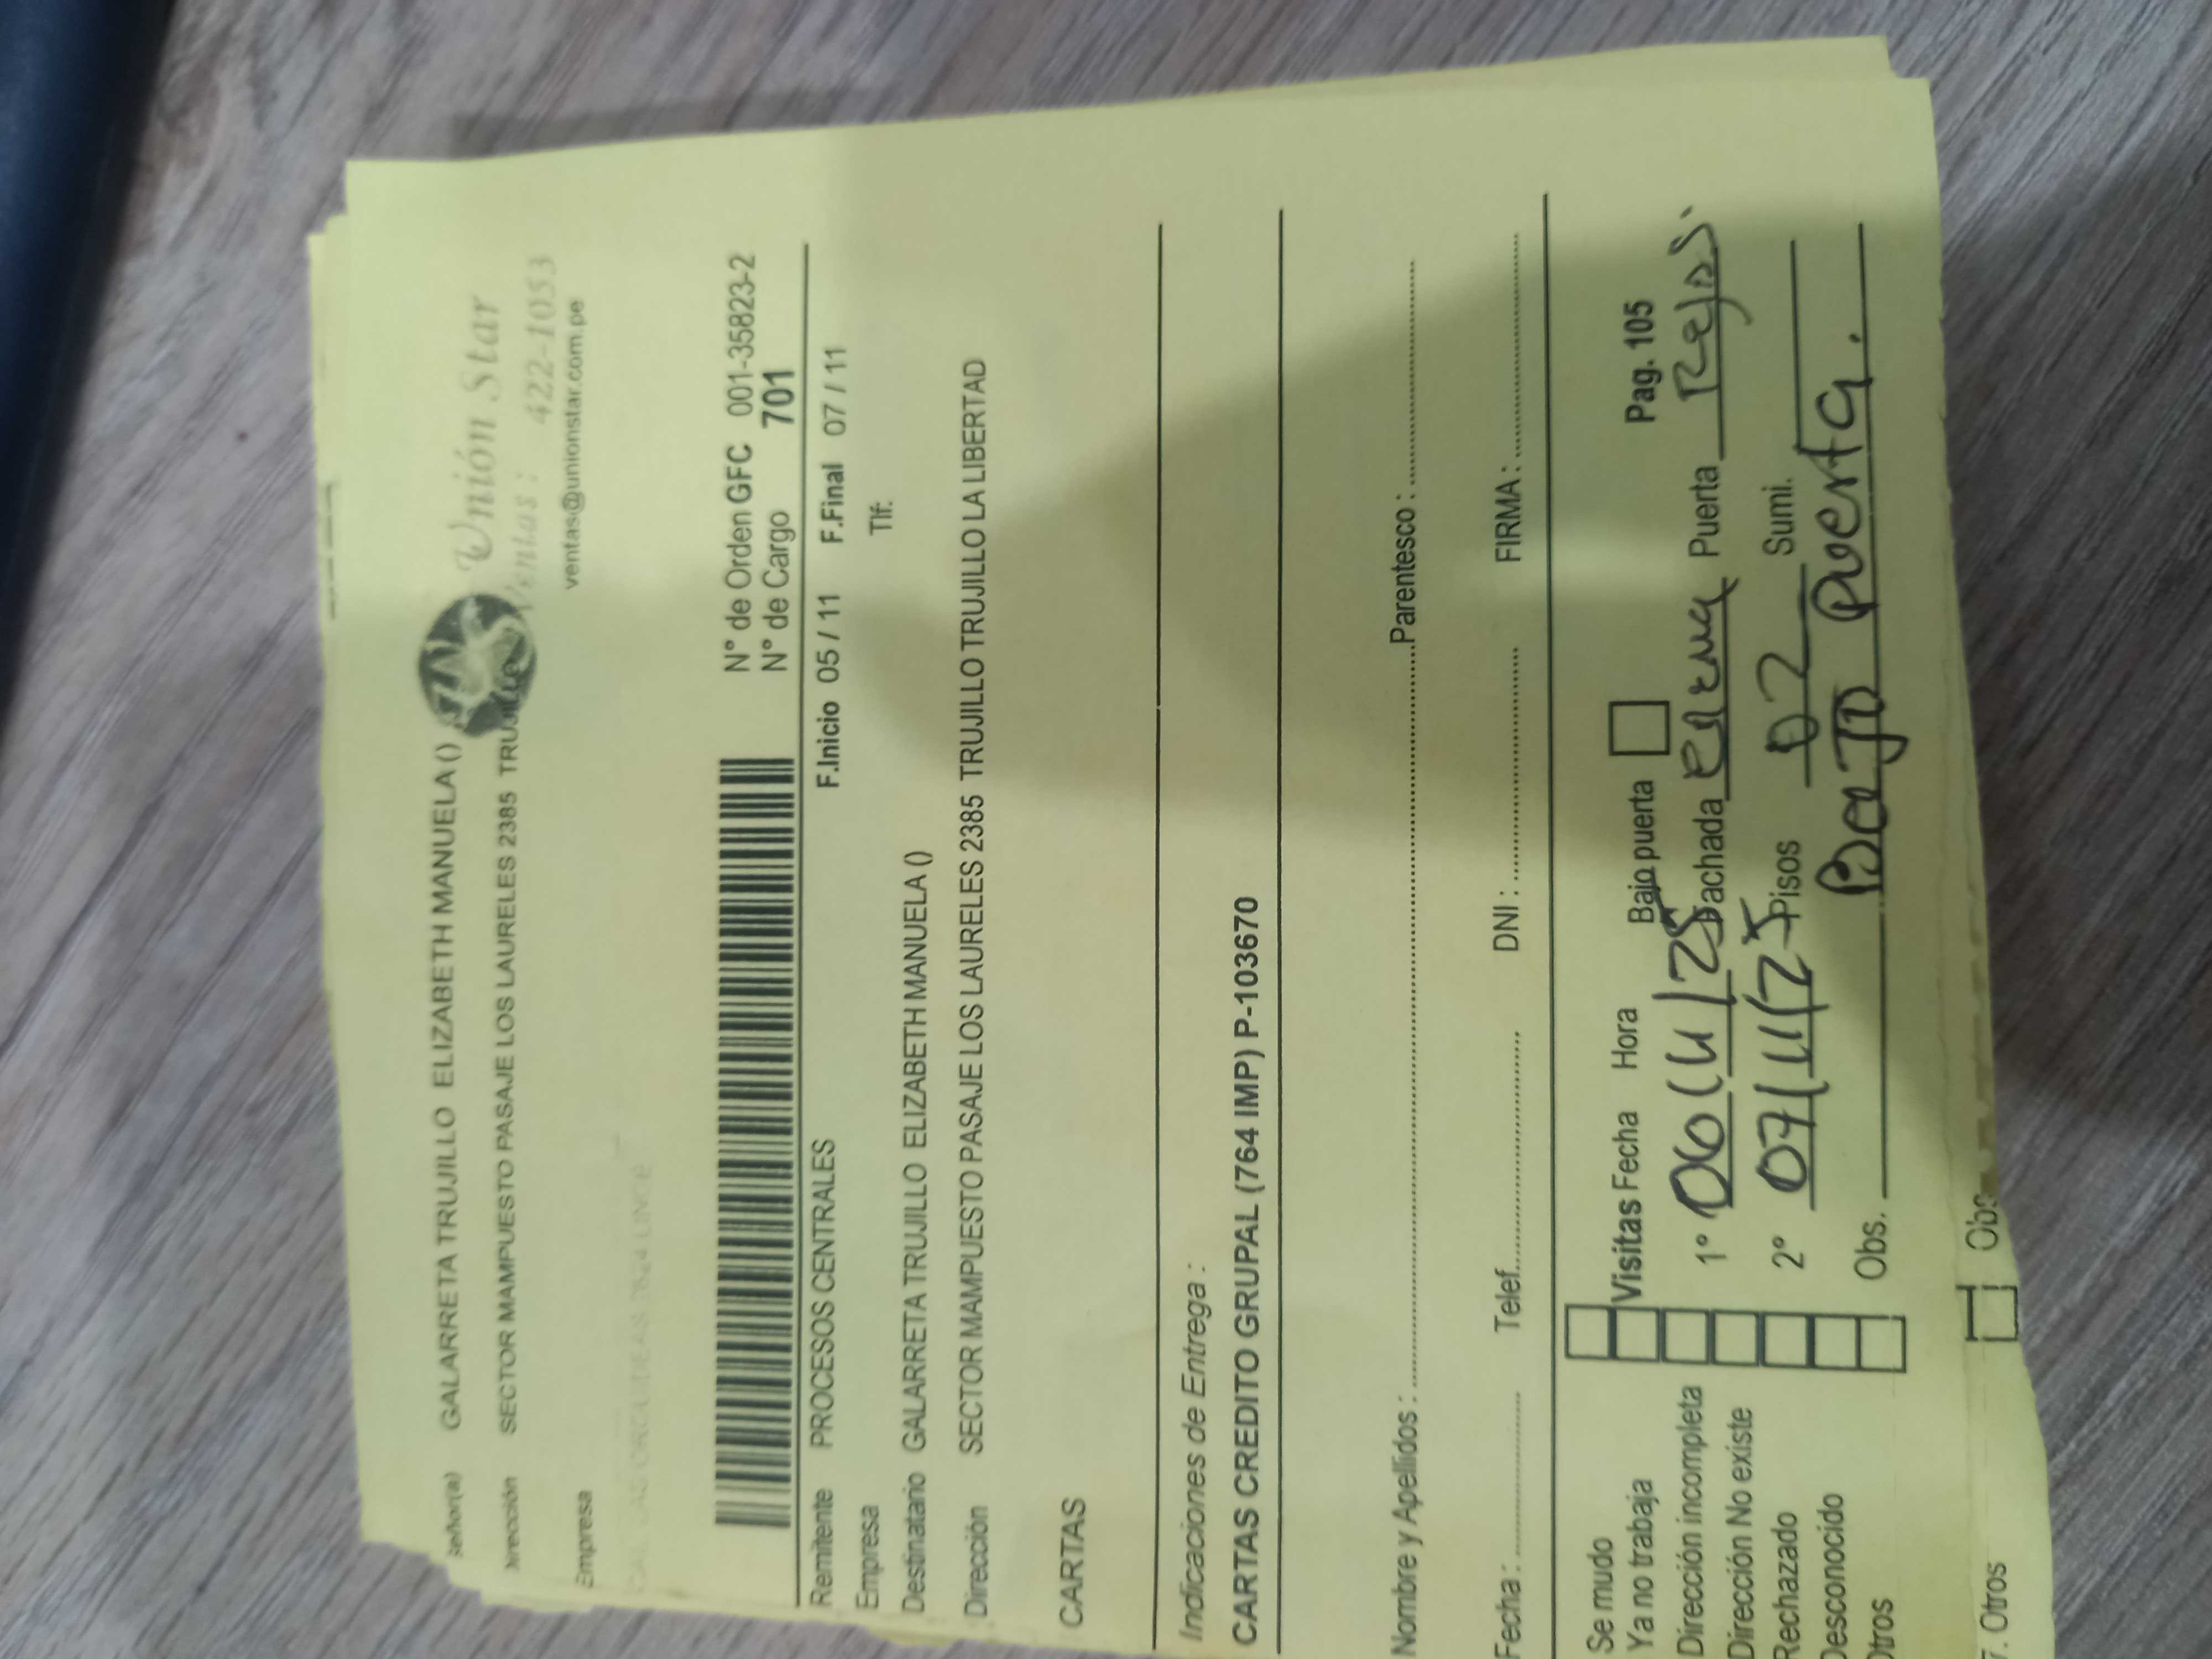 Señor(a) GALARRETA TRUJILLO ELIZABETH MANUELA ()
Dirección SECTOR MAMPUESTO PASAJE LOS LAURELES 2385 TRUJILLO
Empresa
Unión Star
Ventas : 422-1053
ventas@unionstar.com.pe
N° de Orden GFC 001-35823-2
N° de Cargo 701
Remitente PROCESOS CENTRALES F.Inicio 05 / 11 F.Final 07 / 11
Empresa Tlf:
Destinatario GALARRETA TRUJILLO ELIZABETH MANUELA ()
Dirección SECTOR MAMPUESTO PASAJE LOS LAURELES 2385 TRUJILLO TRUJILLO TRUJILLO LA LIBERTAD
CARTAS
Indicaciones de Entrega :
CARTAS CREDITO GRUPAL (764 IMP) P-103670
Nombre y Apellidos : Parentesco :
Fecha : Telef. DNI : FIRMA :
Se mudo
Ya no trabaja
Dirección incompleta
Dirección No existe
Rechazado
Desconocido
Otros
Visitas Fecha Hora Bajo puerta Pag. 105
1° 06/11/25 Fachada crema Puerta Rejas.
2° 07/11/25 Pisos 02 Sumi.
Obs. Bajo Puerta.
7. Otros Obs